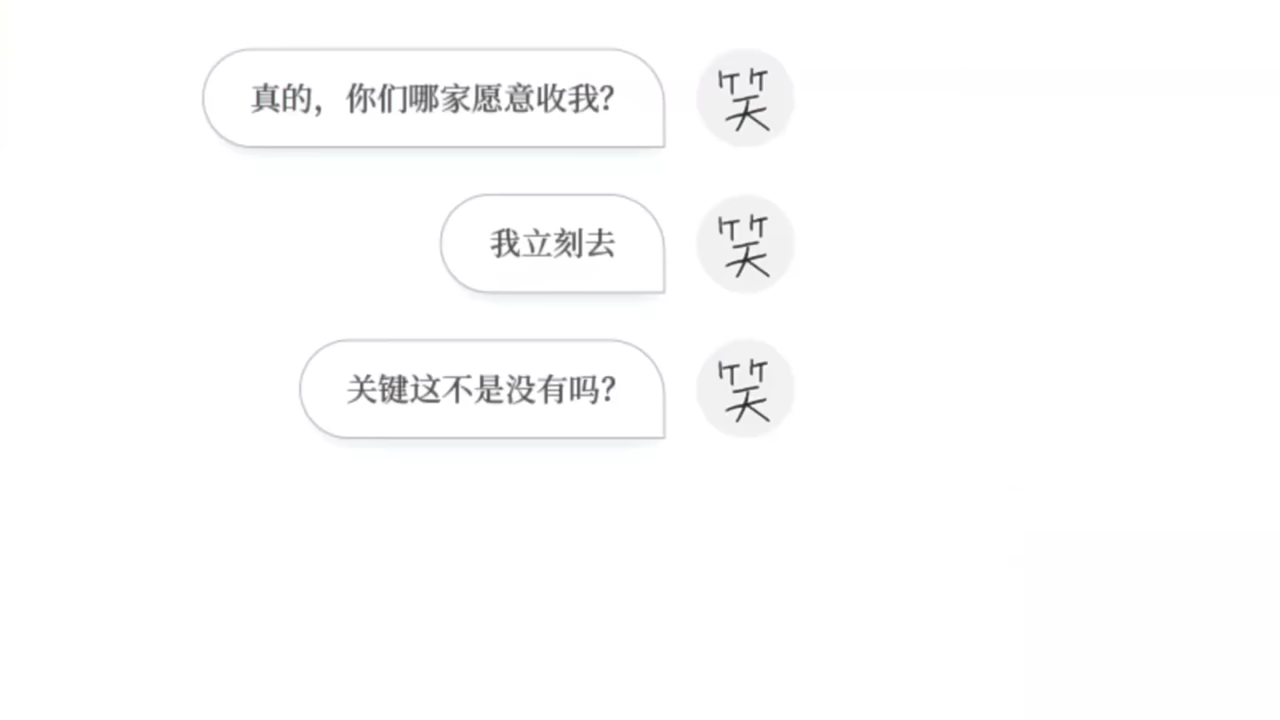 真的，你们哪家愿意收我？
笑
我立刻去
笑
关键这不是没有吗？
笑